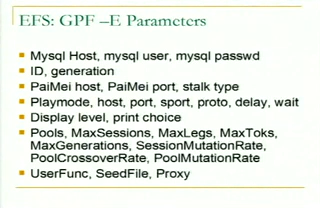 EFS: GPF –E Parameters
Mysql Host, mysql user, mysql passwd
ID, generation
PaiMei host, PaiMei port, stalk type
Playmode, host, port, sport, proto, delay, wait
Display level, print choice
Pools, MaxSessions, MaxLegs, MaxToks,
MaxGenerations, SessionMutationRate,
PoolCrossoverRate, PoolMutationRate
UserFunc, SeedFile, Proxy